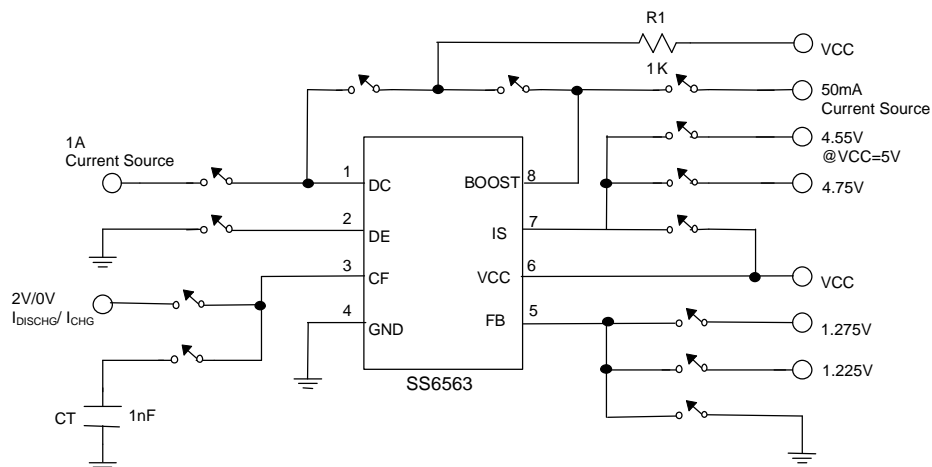 R1
VCC
1K
50mA
Current Source
1A
Current Source
4.55V
@VCC=5V
1
DC
BOOST
8
4.75V
2
DE
IS
7
3
CF
VCC
6
VCC
2V/0V
IDISCHG/ ICHG
4
GND
FB
5
1.275V
SS6563
1.225V
CT
1nF